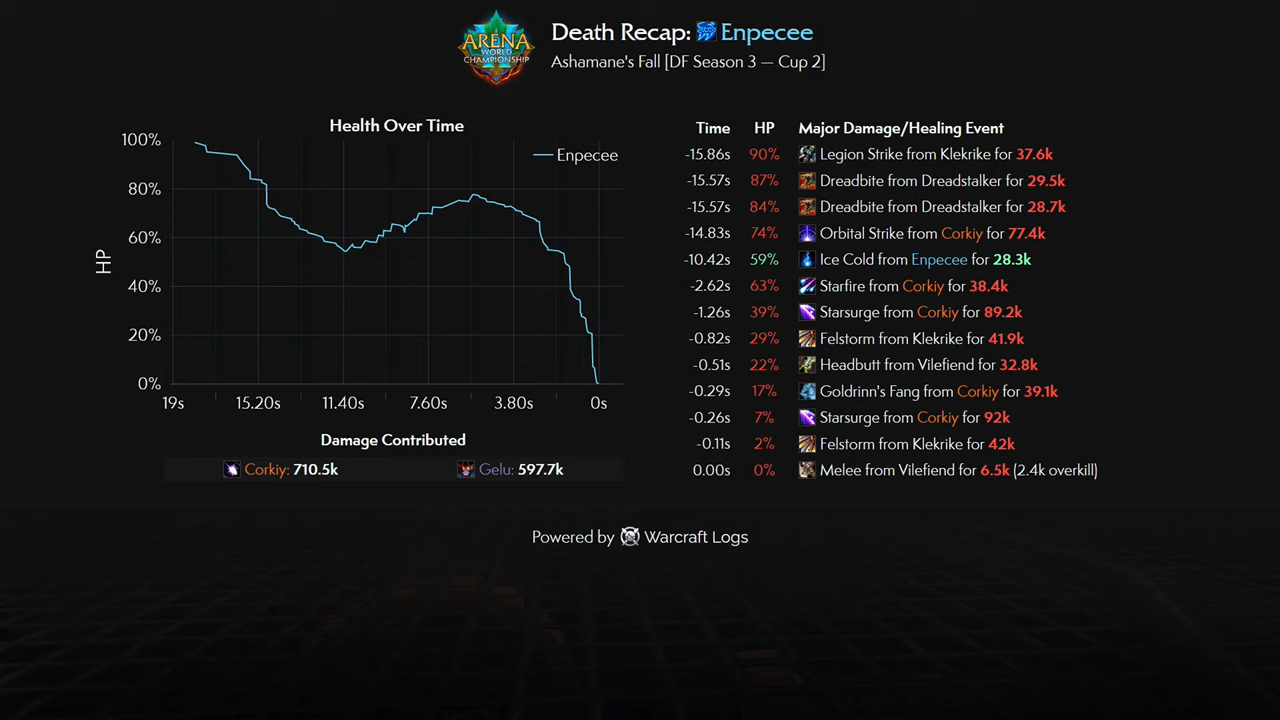 ARENA
WORLD
CHAMPIONSHIP
Death Recap: Enpecee
Ashamane's Fall [DF Season 3 — Cup 2]
Health Over Time
Enpecee
HP
100%
80%
60%
40%
20%
0%
19s 15.20s 11.40s 7.60s 3.80s 0s
Damage Contributed
Corkiy: 710.5k Gelu: 597.7k
Time HP Major Damage/Healing Event
-15.86s 90% Legion Strike from Klekrike for 37.6k
-15.57s 87% Dreadbite from Dreadstalker for 29.5k
-15.57s 84% Dreadbite from Dreadstalker for 28.7k
-14.83s 74% Orbital Strike from Corkiy for 77.4k
-10.42s 59% Ice Cold from Enpecee for 28.3k
-2.62s 63% Starfire from Corkiy for 38.4k
-1.26s 39% Starsurge from Corkiy for 89.2k
-0.82s 29% Felstorm from Klekrike for 41.9k
-0.51s 22% Headbutt from Vilefiend for 32.8k
-0.29s 17% Goldrinn's Fang from Corkiy for 39.1k
-0.26s 7% Starsurge from Corkiy for 92k
-0.11s 2% Felstorm from Klekrike for 42k
0.00s 0% Melee from Vilefiend for 6.5k (2.4k overkill)
Powered by Warcraft Logs